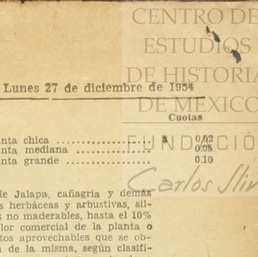 CENTRO DE
ESTUDIOS
DE HISTORIA
DE MEXICO
FUNDACIÓN
Carlos Slim
Lunes 27 de diciembre de 1954
Cuotas
anta chica $ 0.02
anta mediana 0.05
anta grande 0.10
de Jalapa, cañagria y demás
s herbáceas y arbustivas, sil-
s no maderables, hasta el 10%
lor comercial de la planta o
tos aprovechables que se ob-
n de la misma, según clasifi-